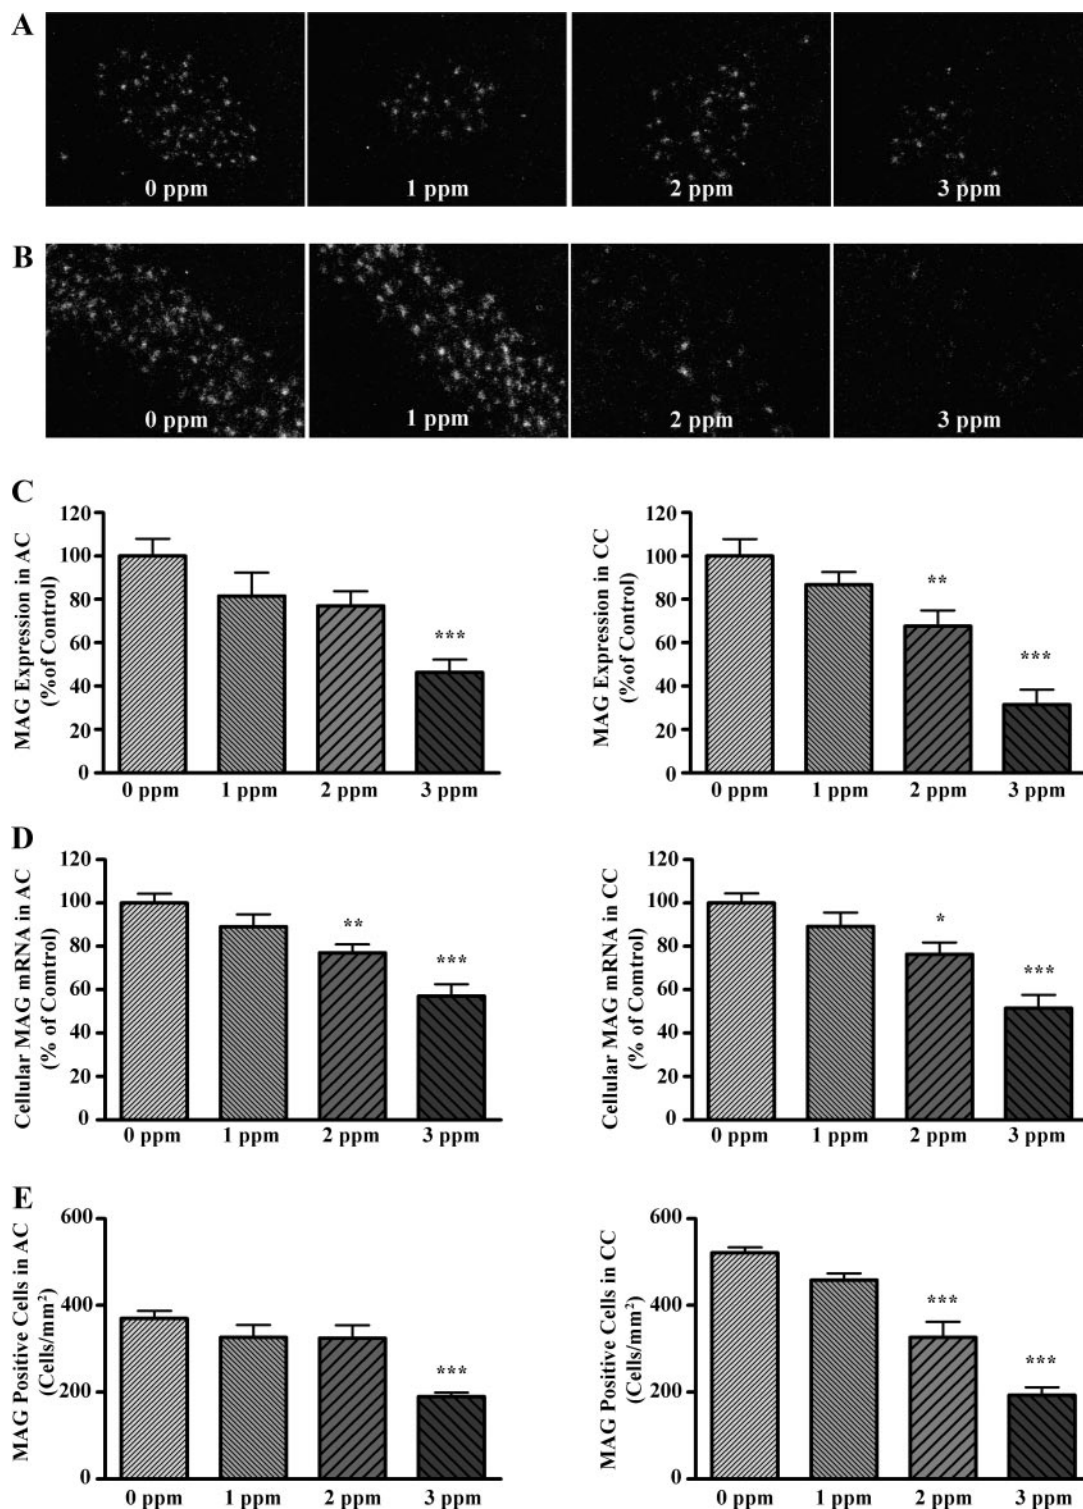 A
0 ppm 1 ppm 2 ppm 3 ppm
B
0 ppm 1 ppm 2 ppm 3 ppm
C
MAG Expression in AC
(%of Control)
120
100
80
60
40
20
0
***
0 ppm 1 ppm 2 ppm 3 ppm
MAG Expression in CC
(%of Control)
120
100
80
60
40
20
0
**
***
0 ppm 1 ppm 2 ppm 3 ppm
D
Cellular MAG mRNA in AC
(% of Comtrol)
120
100
80
60
40
20
0
**
***
0 ppm 1 ppm 2 ppm 3 ppm
Cellular MAG mRNA in CC
(% of Comtrol)
120
100
80
60
40
20
0
*
***
0 ppm 1 ppm 2 ppm 3 ppm
E
MAG Positive Cells in AC
(Cells/mm²)
600
400
200
0
***
0 ppm 1 ppm 2 ppm 3 ppm
MAG Positive Cells in CC
(Cells/mm²)
600
400
200
0
***
***
0 ppm 1 ppm 2 ppm 3 ppm